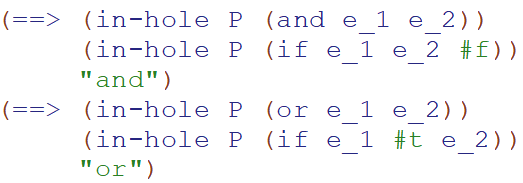 (==> (in-hole P (and e_1 e_2))
     (in-hole P (if e_1 e_2 #f))
     "and")
(==> (in-hole P (or e_1 e_2))
     (in-hole P (if e_1 #t e_2))
     "or")